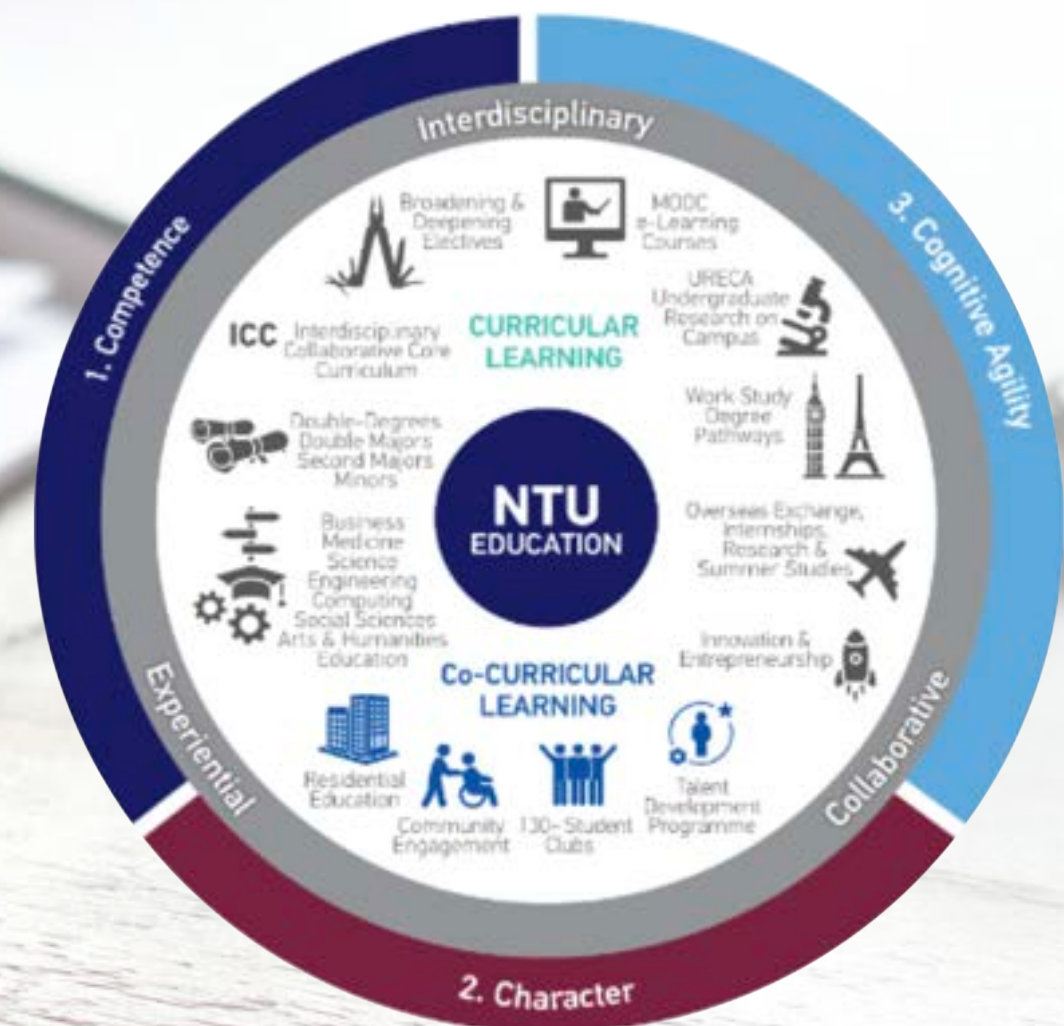 1. Competence
3. Cognitive Agility
2. Character
Interdisciplinary
Experiential
Collaborative
Broadening &
Deepening
Electives
MOOC
e-Learning
Courses
URECA
Undergraduate
Research on
Campus
CURRICULAR
LEARNING
ICC Interdisciplinary
Collaborative Core
Curriculum
Work-Study
Degree
Pathways
Double-Degrees
Double Majors
Second Majors
Minors
NTU
EDUCATION
Overseas Exchange,
Internships,
Research &
Summer Studies
Business
Medicine
Science
Engineering
Computing
Social Sciences
Arts & Humanities
Education
Innovation &
Entrepreneurship
Co-CURRICULAR
LEARNING
Residential
Education
Community
Engagement
Student
Clubs
Talent
Development
Programme